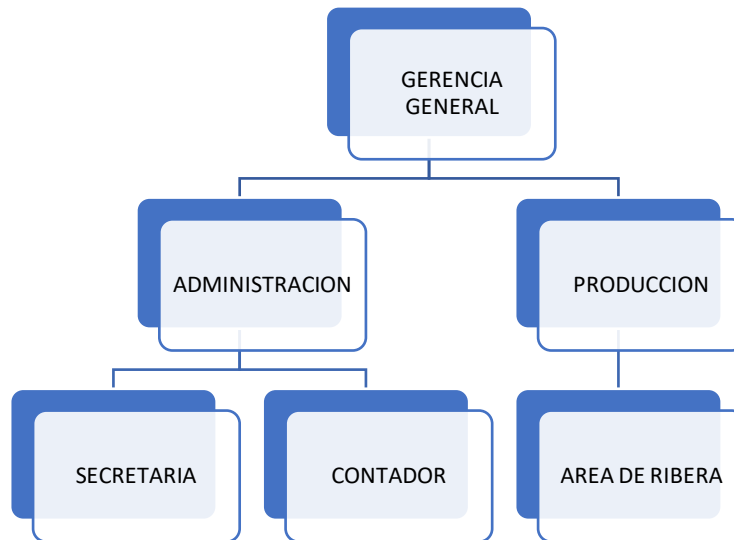 GERENCIA
GENERAL
ADMINISTRACION
PRODUCCION
SECRETARIA
CONTADOR
AREA DE RIBERA